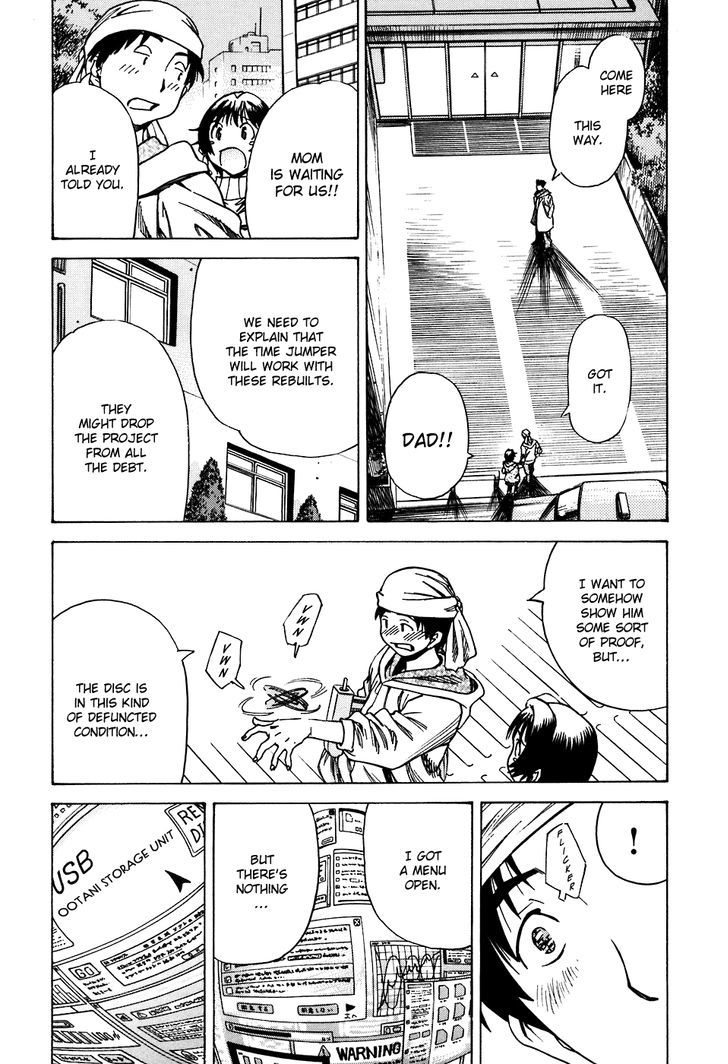 COME
HERE
THIS
WAY.
GOT
IT.
DAD!!
MOM
IS WAITING
FOR US!!
I
ALREADY
TOLD YOU.
WE NEED TO
EXPLAIN THAT
THE TIME JUMPER
WILL WORK WITH
THESE REBUILTS.
THEY
MIGHT DROP
THE PROJECT
FROM ALL
THE DEBT.
I WANT TO
SOMEHOW
SHOW HIM
SOME SORT
OF PROOF,
BUT...
VWN
VWN
THE DISC IS
IN THIS KIND
OF DEFUNCTED
CONDITION...
!
FLICKER
I GOT
A MENU
OPEN.
BUT
THERE'S
NOTHING
...
WARNING
USB
OOTANI STORAGE UNIT
GO